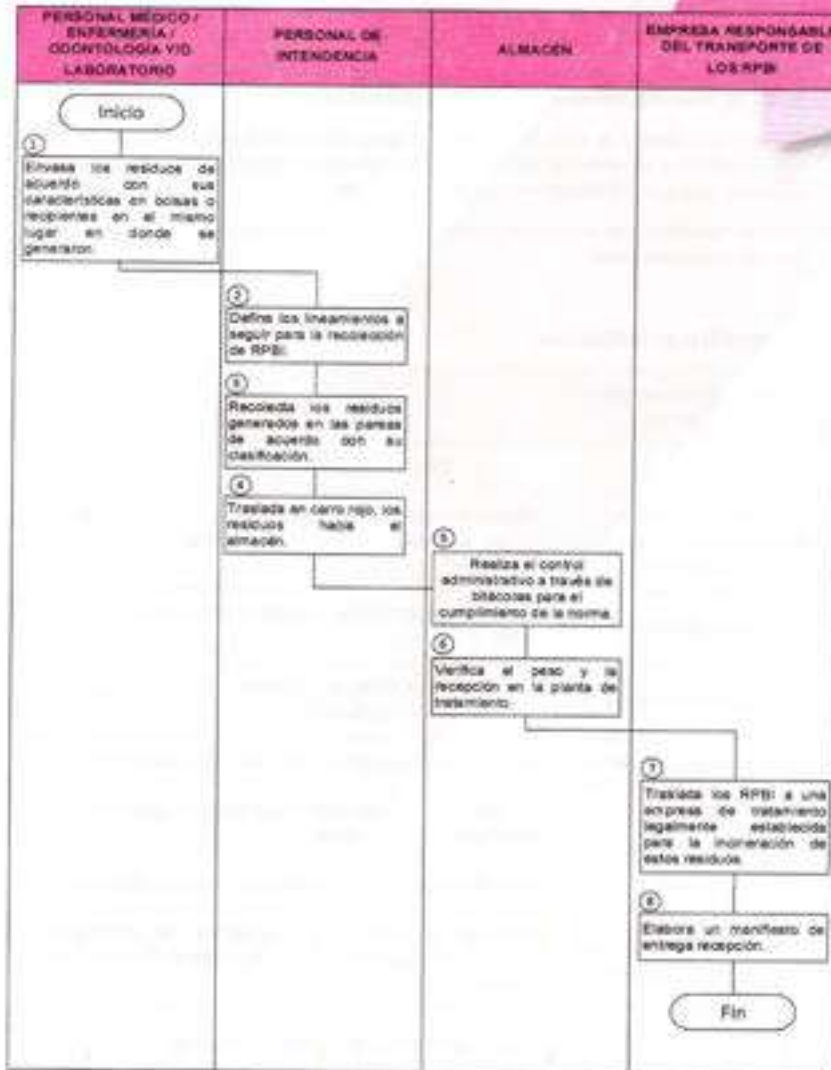 PERSONAL MÉDICO /
ENFERMERÍA /
ODONTOLOGÍA Y/O
LABORATORIO
PERSONAL DE
INTENDENCIA
ALMACÉN
EMPRESA RESPONSABLE
DEL TRANSPORTE DE
LOS RPBI
Inicio
1
Envasa los residuos de
acuerdo con sus
características en bolsas o
recipientes en el mismo
lugar en donde se
generaron.
2
Define los lineamientos a
seguir para la recolección
de RPBI.
3
Recolecta los residuos
generados en las
de acuerdo con su
clasificación.
4
Traslada en carro rojo, los
residuos hacia el
almacén.
5
Realiza el control
administrativo a través de
bitácoras para el
cumplimiento de la norma.
6
Verifica el peso y la
recepción en la planta de
tratamiento.
7
Traslada los RPBI a una
empresa de tratamiento
legalmente establecida
para la incineración de
estos residuos.
8
Elabora un manifiesto de
entrega recepción.
Fin